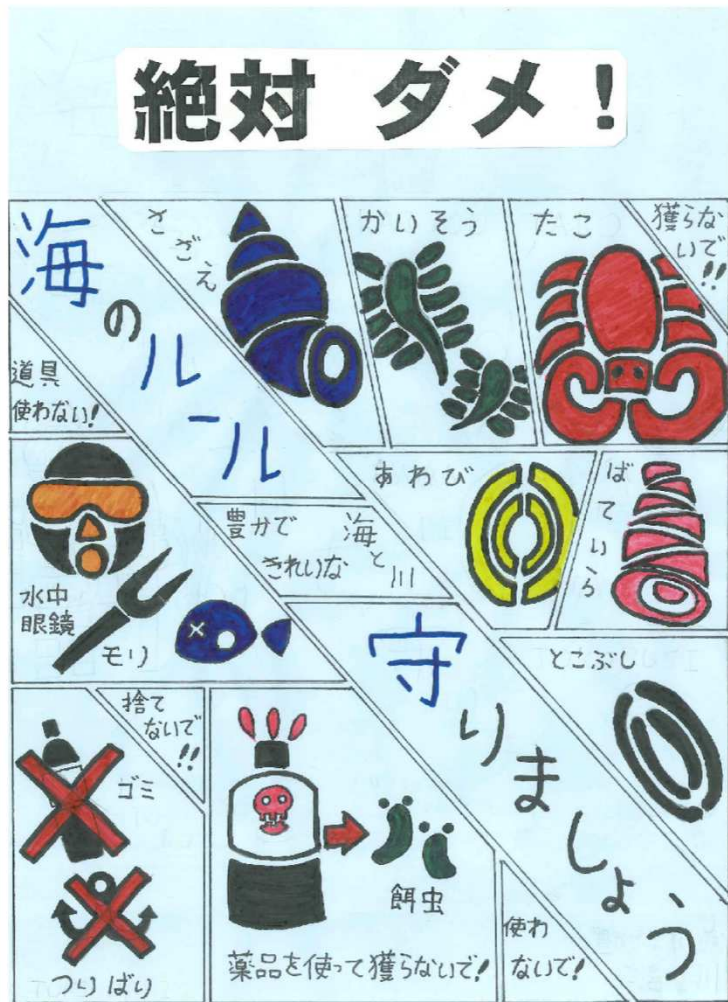 絶対 ダメ!
海のルール
さざえ
かいそう
たこ
獲らな
いで
!!
道具
使わない!
あわび
ばていら
豊かで
きれいな
海と川
水中
眼鏡
モリ
守りましょう
とこぶし
捨て
ないで
!!
ゴミ
つりばり
餌虫
薬品を使って獲らないで!
使わ
ないで!